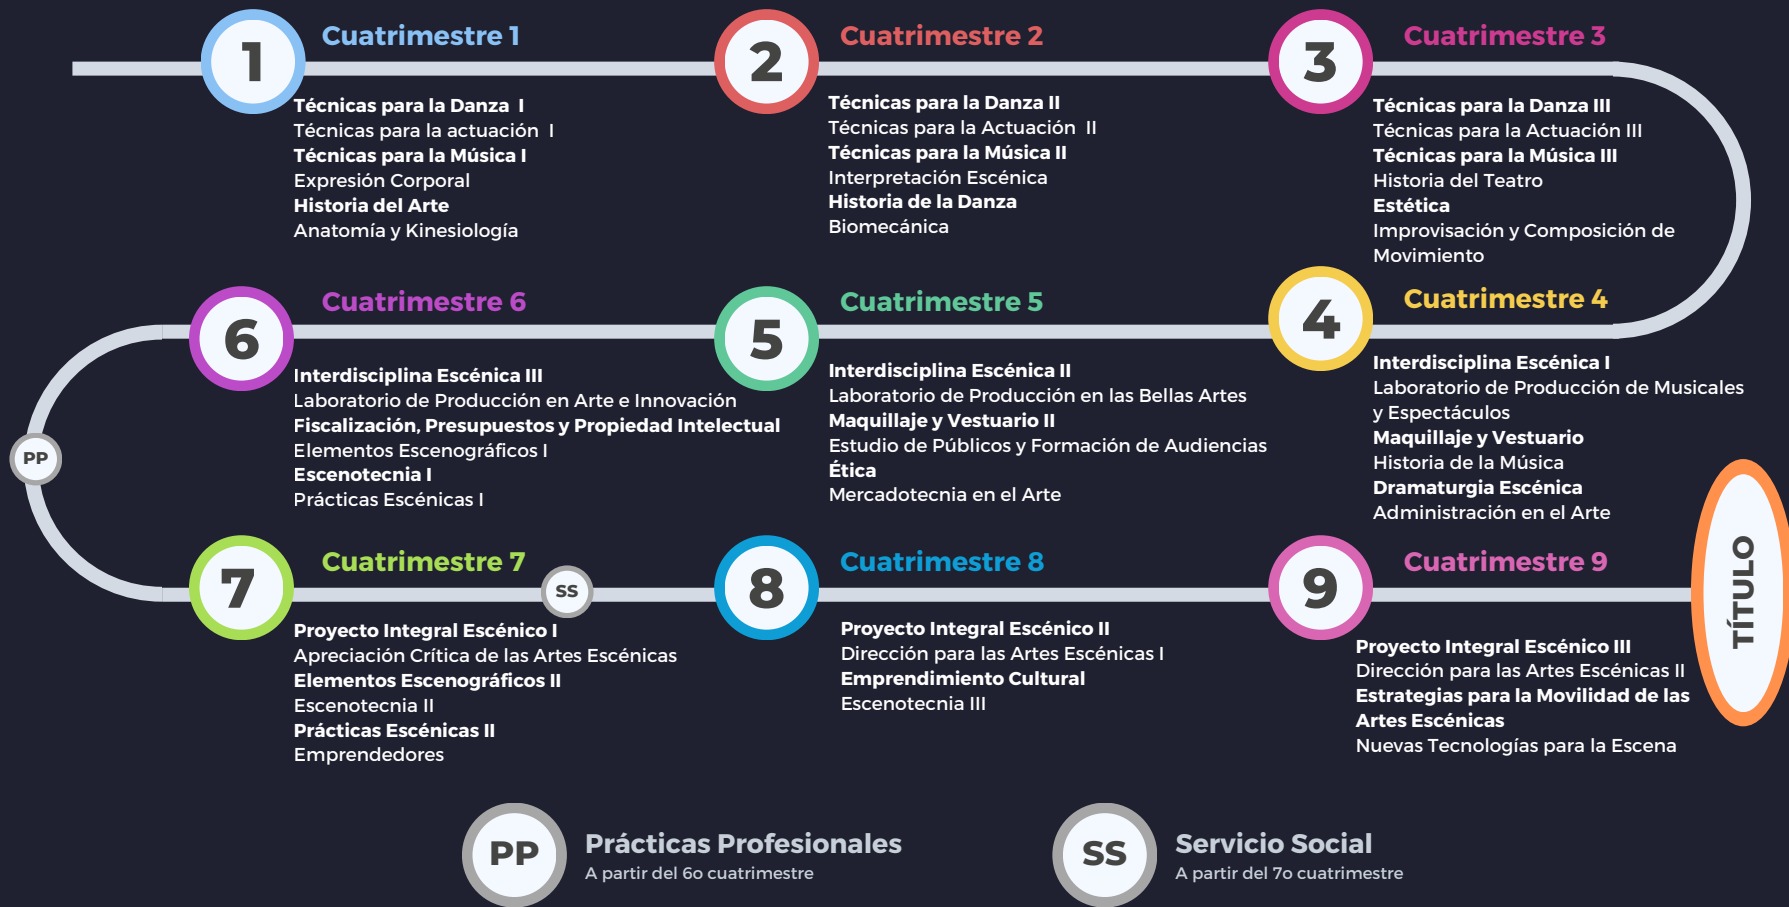 1
Cuatrimestre 1
Técnicas para la Danza I
Técnicas para la actuación I
Técnicas para la Música I
Expresión Corporal
Historia del Arte
Anatomía y Kinesiología
2
Cuatrimestre 2
Técnicas para la Danza II
Técnicas para la Actuación II
Técnicas para la Música II
Interpretación Escénica
Historia de la Danza
Biomecánica
3
Cuatrimestre 3
Técnicas para la Danza III
Técnicas para la Actuación III
Técnicas para la Música III
Historia del Teatro
Estética
Improvisación y Composición de
Movimiento
4
Cuatrimestre 4
Interdisciplina Escénica I
Laboratorio de Producción de Musicales
y Espectáculos
Maquillaje y Vestuario
Historia de la Música
Dramaturgia Escénica
Administración en el Arte
5
Cuatrimestre 5
Interdisciplina Escénica II
Laboratorio de Producción en las Bellas Artes
Maquillaje y Vestuario II
Estudio de Públicos y Formación de Audiencias
Ética
Mercadotecnia en el Arte
6
Cuatrimestre 6
Interdisciplina Escénica III
Laboratorio de Producción en Arte e Innovación
Fiscalización, Presupuestos y Propiedad Intelectual
Elementos Escenográficos I
Escenotecnia I
Prácticas Escénicas I
PP
7
Cuatrimestre 7
Proyecto Integral Escénico I
Apreciación Crítica de las Artes Escénicas
Elementos Escenográficos II
Escenotecnia II
Prácticas Escénicas II
Emprendedores
SS
8
Cuatrimestre 8
Proyecto Integral Escénico II
Dirección para las Artes Escénicas I
Emprendimiento Cultural
Escenotecnia III
9
Cuatrimestre 9
Proyecto Integral Escénico III
Dirección para las Artes Escénicas II
Estrategias para la Movilidad de las
Artes Escénicas
Nuevas Tecnologías para la Escena
TÍTULO
PP
Prácticas Profesionales
A partir del 6o cuatrimestre
SS
Servicio Social
A partir del 7o cuatrimestre